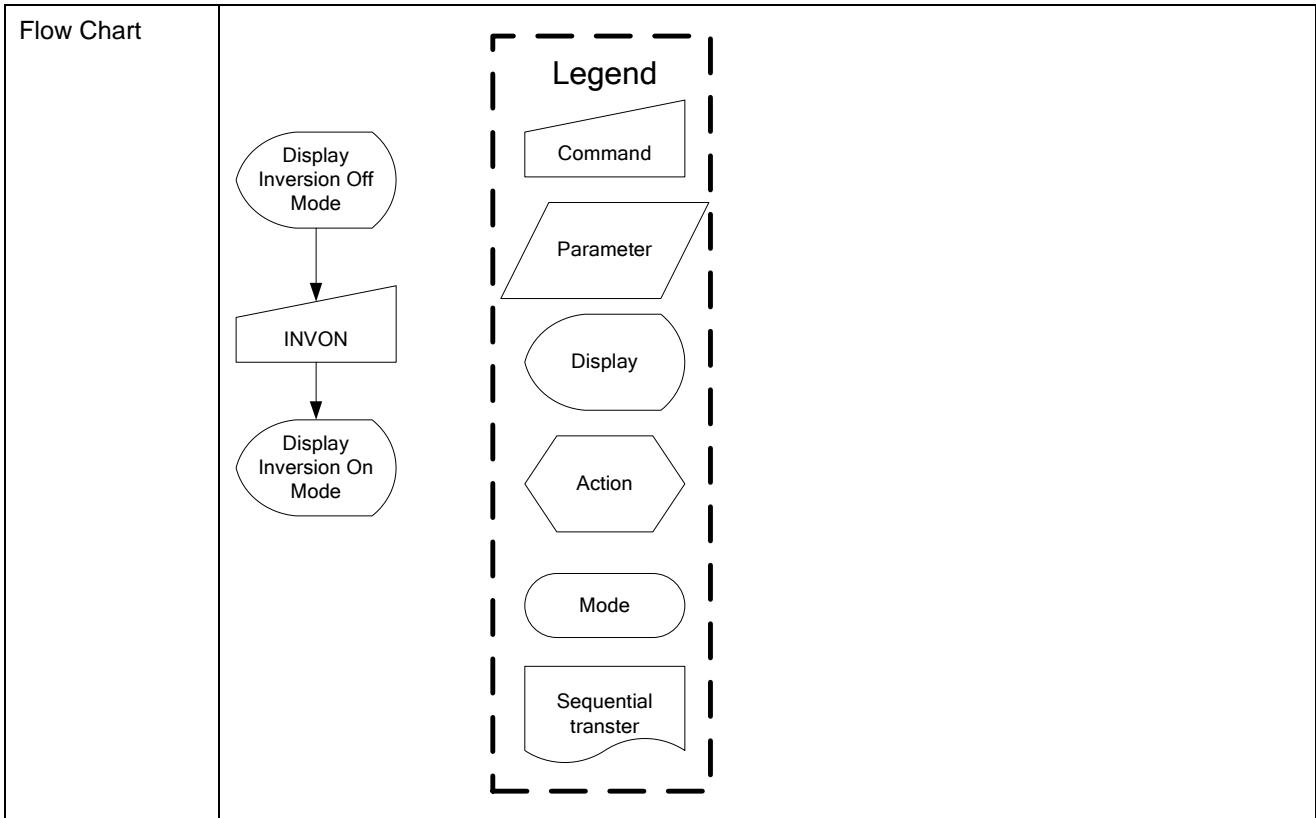 Flow Chart
Display
Inversion Off
Mode
INVON
Display
Inversion On
Mode
Legend
Command
Parameter
Display
Action
Mode
Sequential
transter